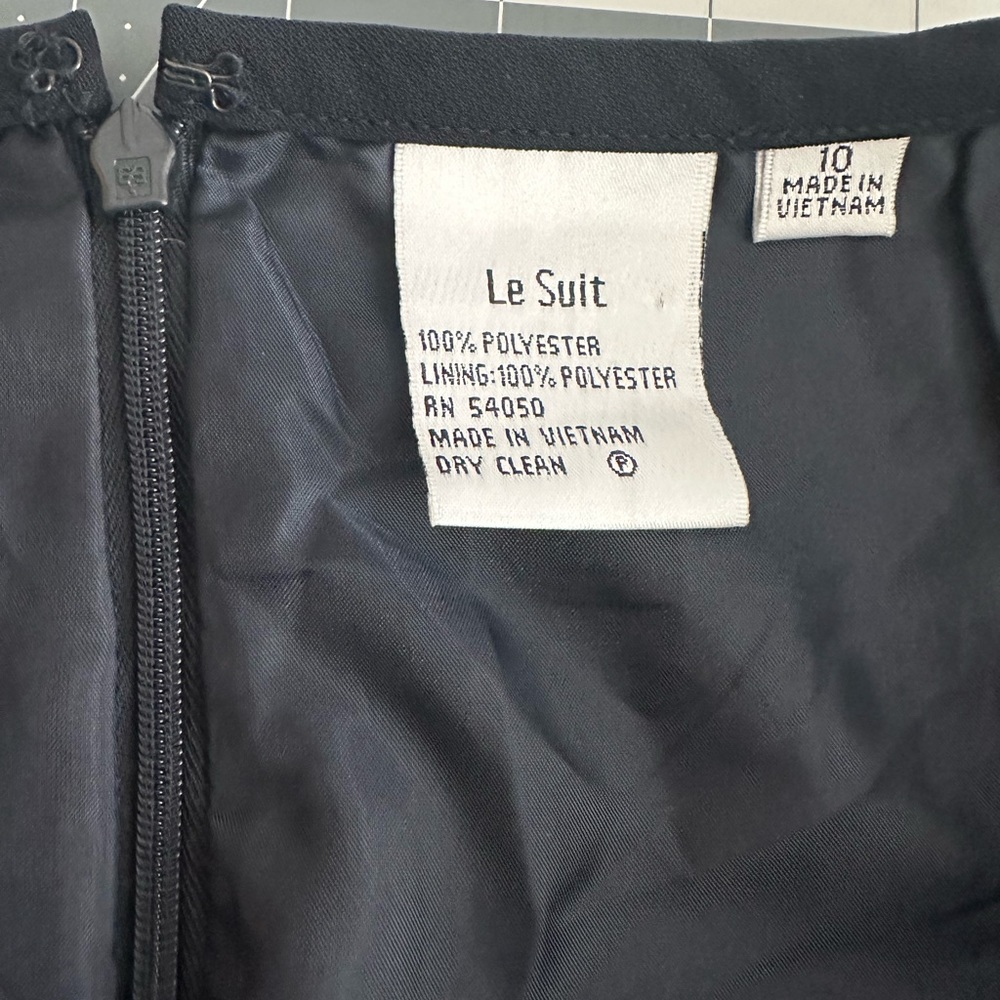 Le Suit
100% POLYESTER
LINING:100% POLYESTER
RN 54050
MADE IN VIETNAM
DRY CLEAN Ⓟ
10
MADE IN
VIETNAM